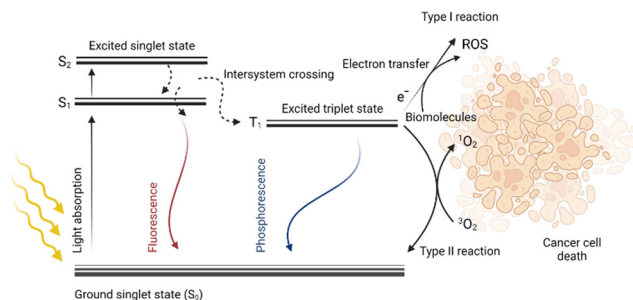 Type I reaction
Excited singlet state
ROS
S₂
Electron transfer
Intersystem crossing
S₁
Excited triplet state
e⁻
T₁
Biomolecules
¹O₂
Light absorption
Fluorescence
Phosphorescence
³O₂
Type II reaction
Cancer cell
death
Ground singlet state (S₀)